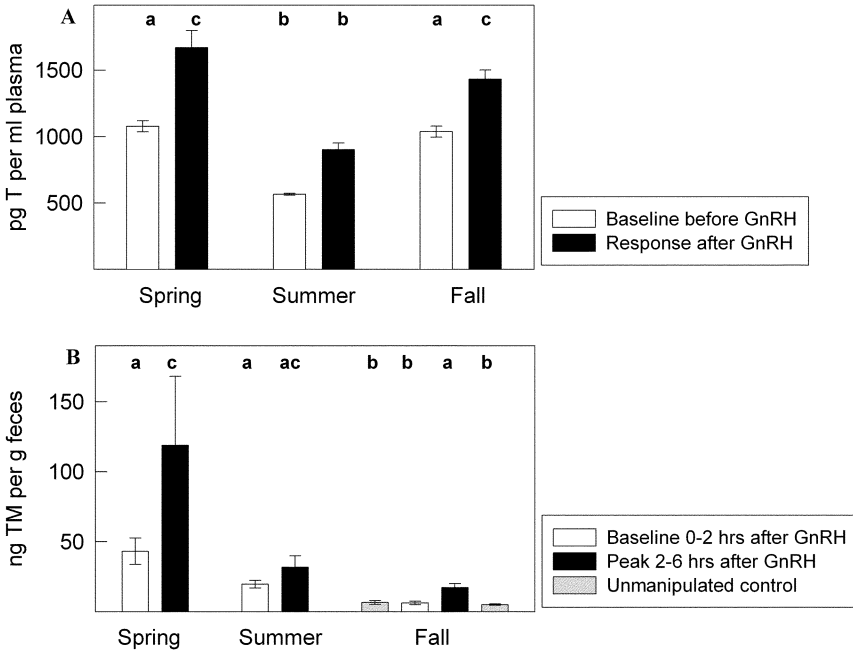 A
a c b b a c
pg T per ml plasma
1500
1000
500
Spring Summer Fall
Baseline before GnRH
Response after GnRH
B
a c a ac b b a b
ng TM per g feces
150
100
50
Spring Summer Fall
Baseline 0-2 hrs after GnRH
Peak 2-6 hrs after GnRH
Unmanipulated control